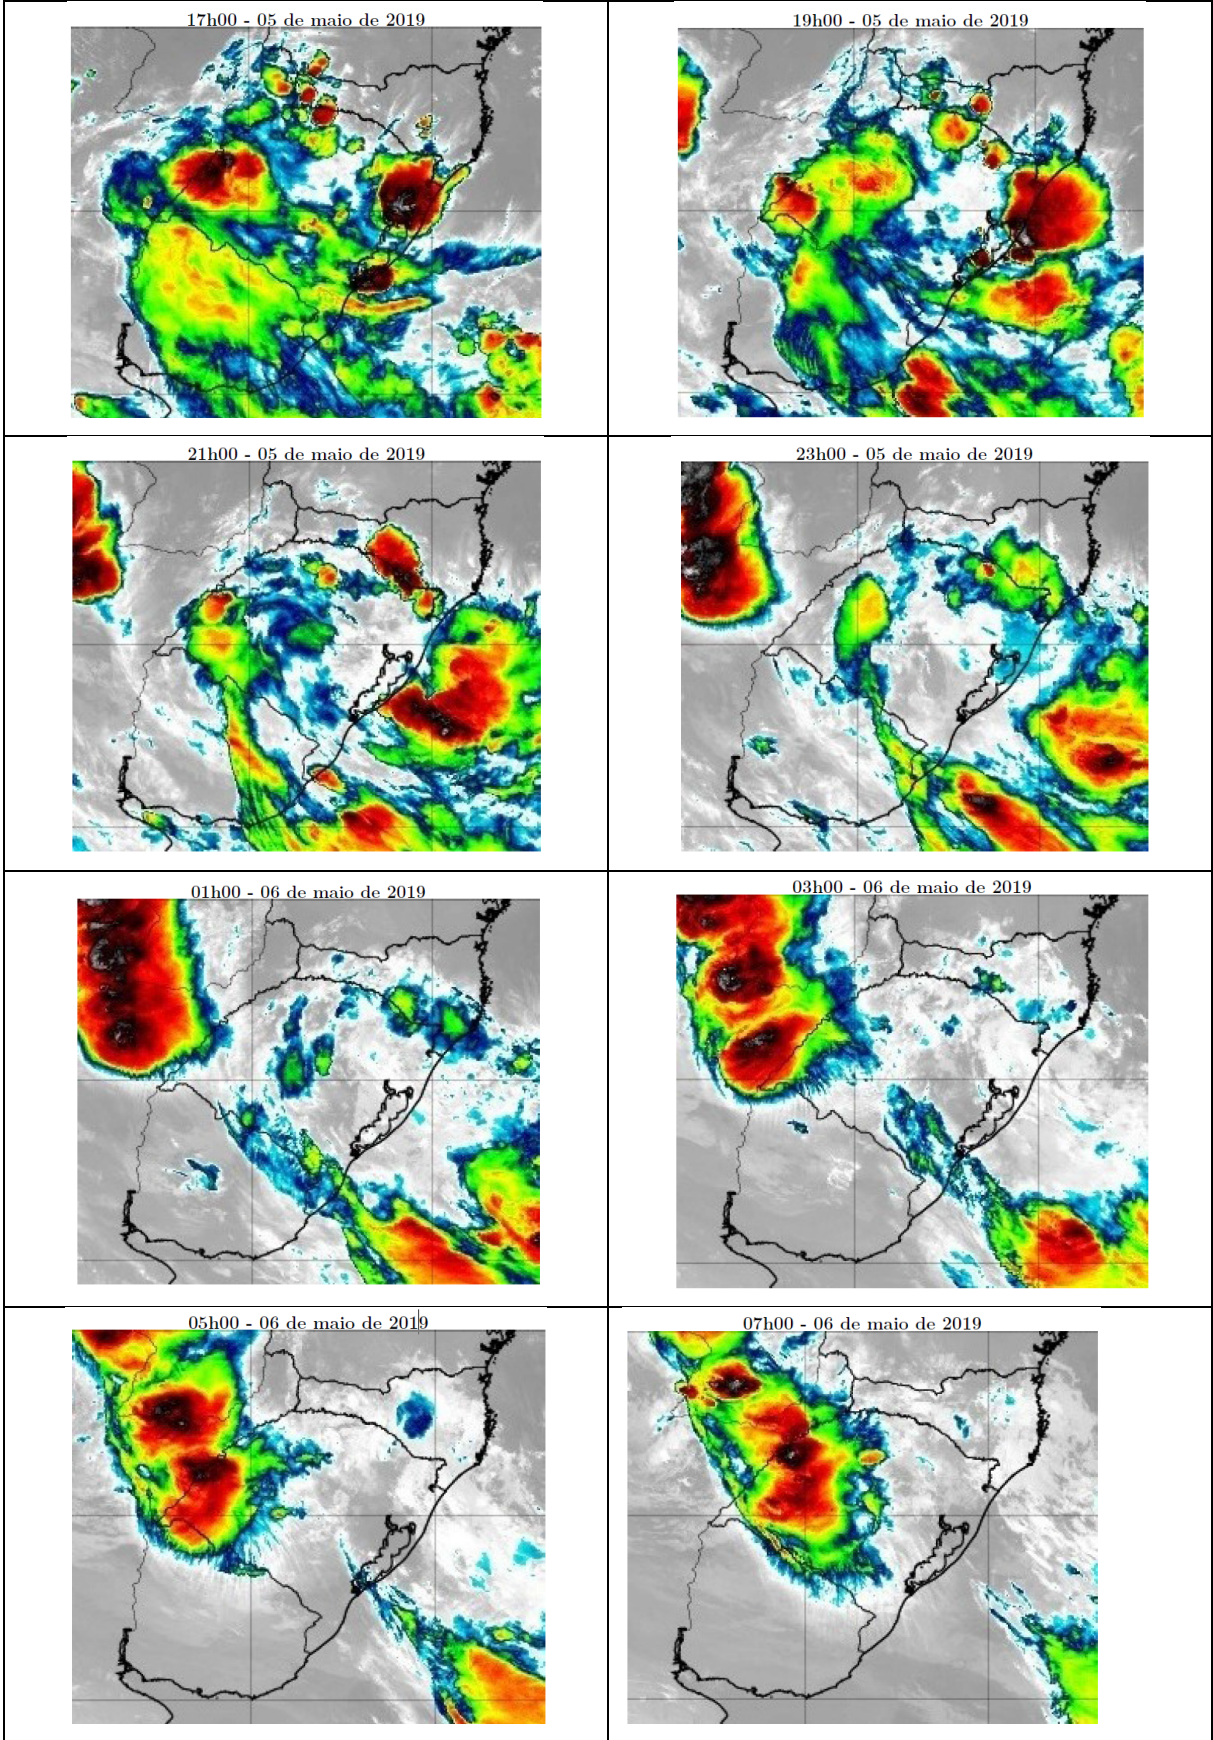 17h00 - 05 de maio de 2019
19h00 - 05 de maio de 2019
21h00 - 05 de maio de 2019
23h00 - 05 de maio de 2019
01h00 - 06 de maio de 2019
03h00 - 06 de maio de 2019
05h00 - 06 de maio de 2019
07h00 - 06 de maio de 2019